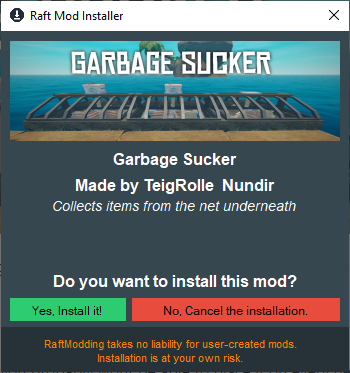 Raft Mod Installer
GARBAGE SUCKER
Garbage Sucker
Made by TeigRolle Nundir
Collects items from the net underneath
Do you want to install this mod?
Yes, Install it!
No, Cancel the installation.
RaftModding takes no liability for user-created mods.
Installation is at your own risk.